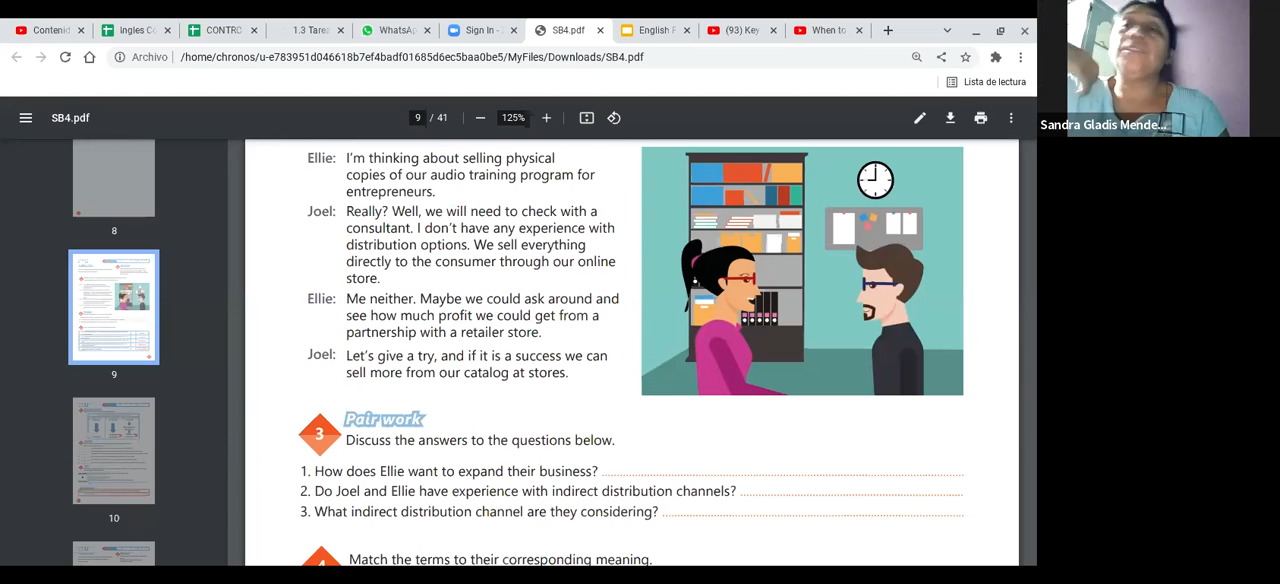 Contenid
Ingles Co
CONTRC
1.3 Tarea
WhatsAp
Sign In - Z
SB4.pdf
English P
(93) Key
When to
Archivo | /home/chronos/u-e783951d046618b7ef4badf01685d6ec5baa0be5/MyFiles/Downloads/SB4.pdf
Lista de lectura
SB4.pdf
9 / 41
125%
Sandra Gladis Mende...
8
9
10
Ellie: I'm thinking about selling physical
copies of our audio training program for
entrepreneurs.
Joel: Really? Well, we will need to check with a
consultant. I don't have any experience with
distribution options. We sell everything
directly to the consumer through our online
store.
Ellie: Me neither. Maybe we could ask around and
see how much profit we could get from a
partnership with a retailer store.
Joel: Let's give a try, and if it is a success we can
sell more from our catalog at stores.
Pair work
3
Discuss the answers to the questions below.
1. How does Ellie want to expand their business?
2. Do Joel and Ellie have experience with indirect distribution channels?
3. What indirect distribution channel are they considering?
4
Match the terms to their corresponding meaning.